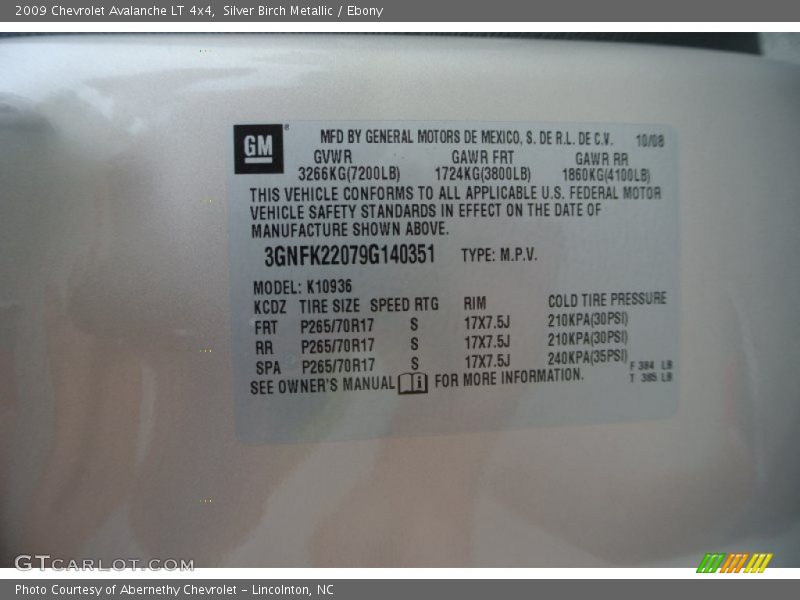 2009 Chevrolet Avalanche LT 4x4, Silver Birch Metallic / Ebony
GM
MFD BY GENERAL MOTORS DE MEXICO, S. DE R.L. DE C.V. 10/08
GVWR GAWR FRT GAWR RR
3266KG(7200LB) 1724KG(3800LB) 1860KG(4100LB)
THIS VEHICLE CONFORMS TO ALL APPLICABLE U.S. FEDERAL MOTOR
VEHICLE SAFETY STANDARDS IN EFFECT ON THE DATE OF
MANUFACTURE SHOWN ABOVE.
3GNFK22079G140351 TYPE: M.P.V.
MODEL: K10936
KCDZ TIRE SIZE SPEED RTG RIM COLD TIRE PRESSURE
FRT P265/70R17 S 17X7.5J 210KPA(30PSI)
RR P265/70R17 S 17X7.5J 210KPA(30PSI)
SPA P265/70R17 S 17X7.5J 240KPA(35PSI)
F 384 LB
T 385 LB
SEE OWNER'S MANUAL FOR MORE INFORMATION.
GTCARLOT.COM
Photo Courtesy of Abernethy Chevrolet – Lincolnton, NC